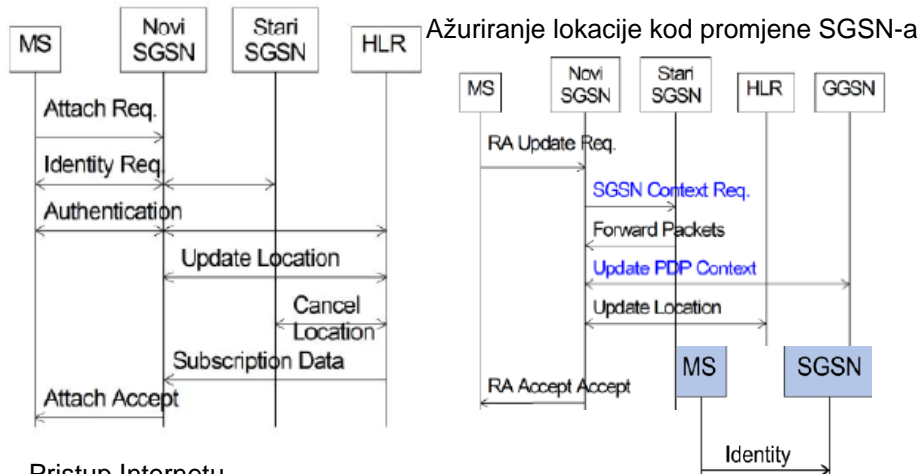 MS
Novi
SGSN
Stari
SGSN
HLR
Attach Req.
Identity Req.
Authentication
Update Location
Cancel
Location
Subscription Data
Attach Accept
Ažuriranje lokacije kod promjene SGSN-a
MS
Novi
SGSN
Stari
SGSN
HLR
GGSN
RA Update Req.
SGSN Context Req.
Forward Packets
Update PDP Context
Update Location
RA Accept Accept
MS
SGSN
Identity
Pristup Internetu